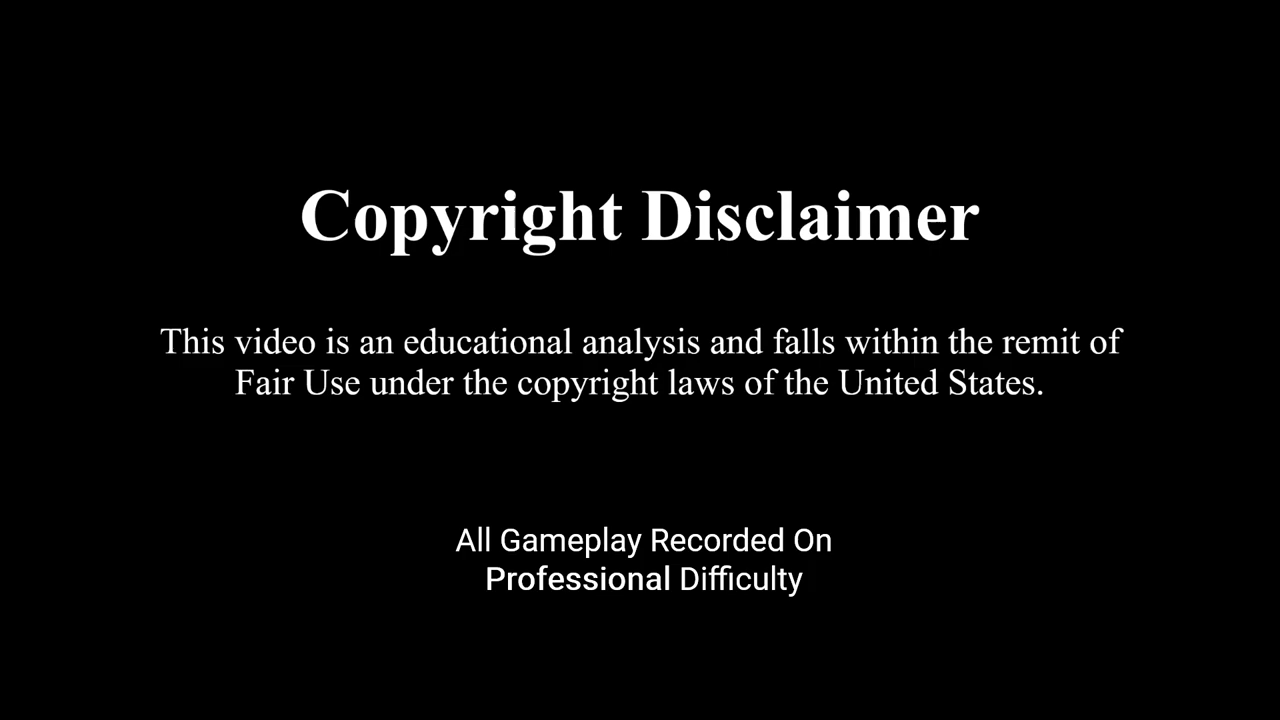 Copyright Disclaimer
This video is an educational analysis and falls within the remit of
Fair Use under the copyright laws of the United States.
All Gameplay Recorded On
Professional Difficulty